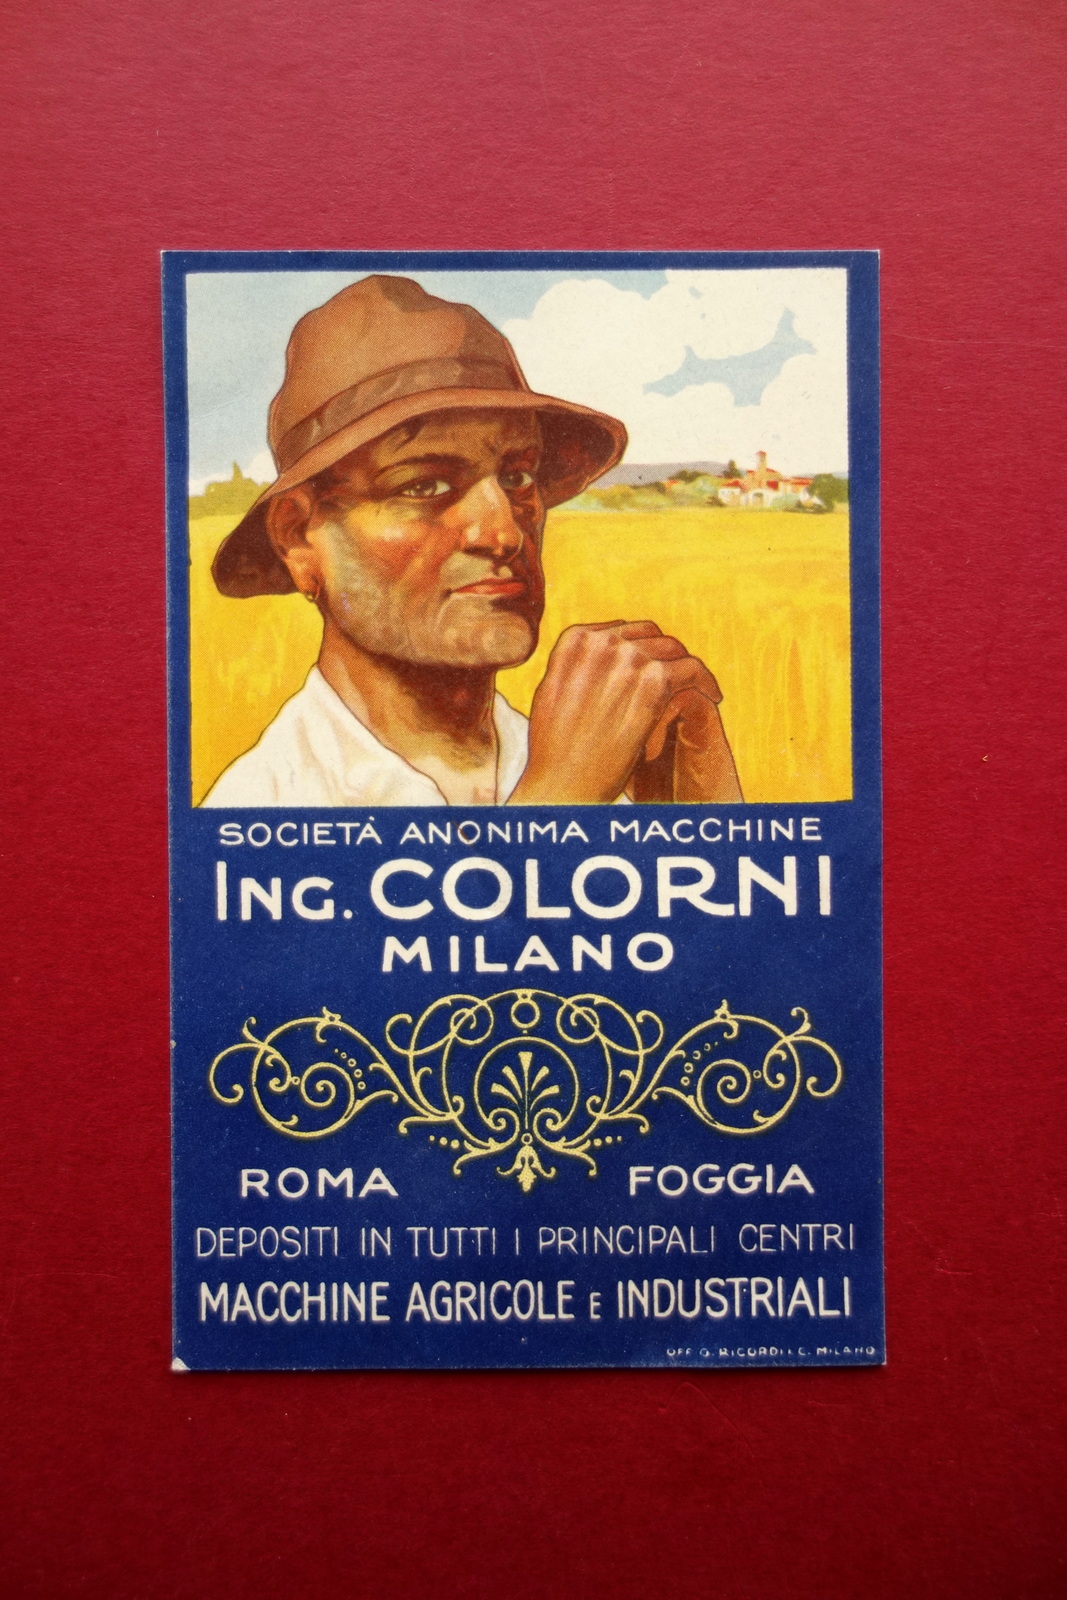 SOCIETÀ ANONIMA MACCHINE
ING. COLORNI
MILANO
ROMA FOGGIA
DEPOSITI IN TUTTI I PRINCIPALI CENTRI
MACCHINE AGRICOLE E INDUSTRIALI
OFF. G. RICORDI & C. MILANO